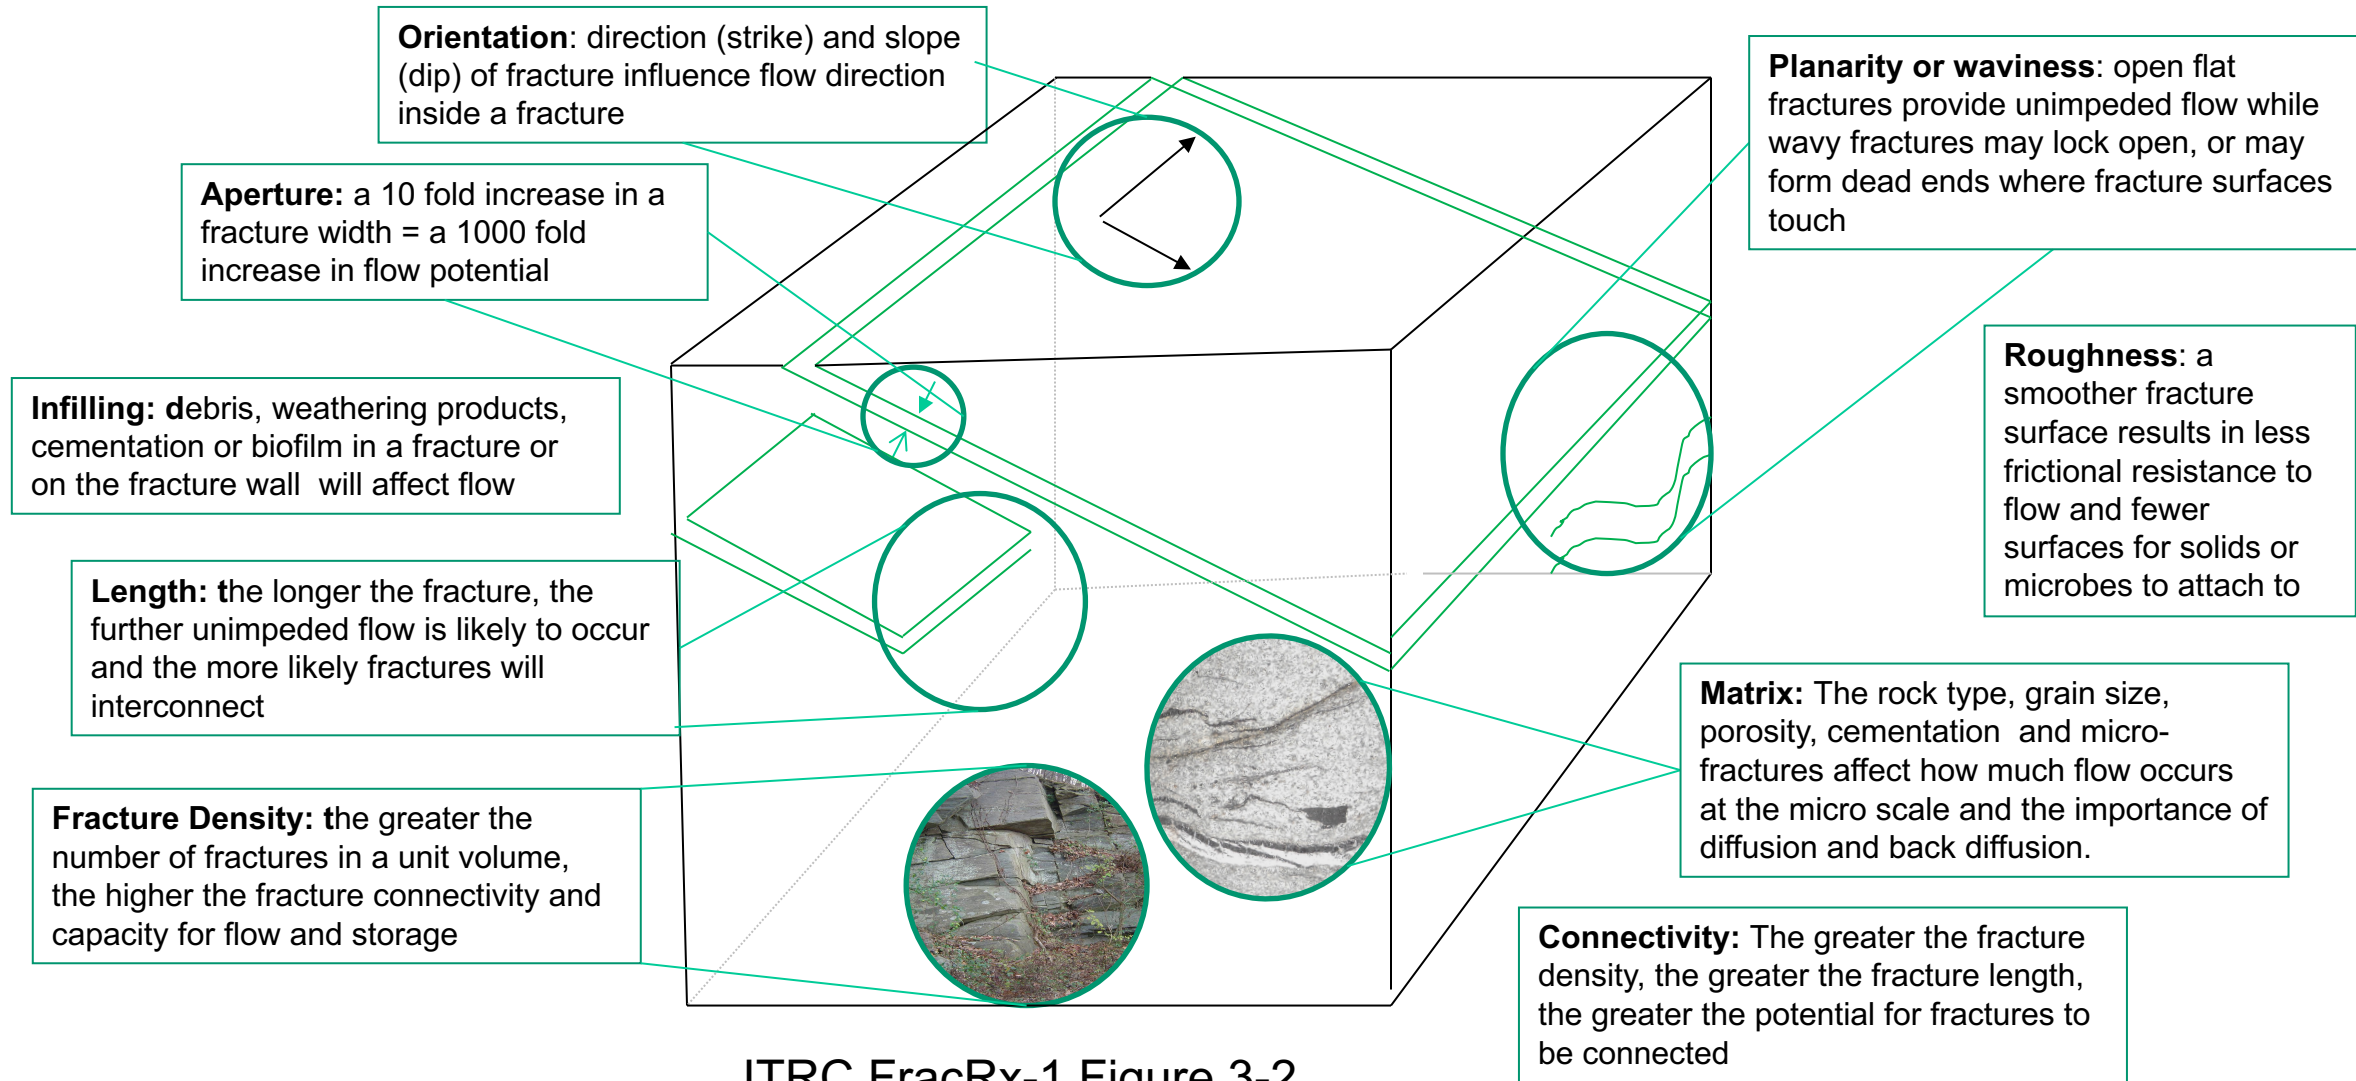 Orientation: direction (strike) and slope
(dip) of fracture influence flow direction
inside a fracture
Planarity or waviness: open flat
fractures provide unimpeded flow while
wavy fractures may lock open, or may
form dead ends where fracture surfaces
touch
Aperture: a 10 fold increase in a
fracture width = a 1000 fold
increase in flow potential
Roughness: a
smoother fracture
surface results in less
frictional resistance to
flow and fewer
surfaces for solids or
microbes to attach to
Infilling: debris, weathering products,
cementation or biofilm in a fracture or
on the fracture wall  will affect flow
Length: the longer the fracture, the
further unimpeded flow is likely to occur
and the more likely fractures will
interconnect
Matrix: The rock type, grain size,
porosity, cementation  and micro-
fractures affect how much flow occurs
at the micro scale and the importance of
diffusion and back diffusion.
Fracture Density: the greater the
number of fractures in a unit volume,
the higher the fracture connectivity and
capacity for flow and storage
Connectivity: The greater the fracture
density, the greater the fracture length,
the greater the potential for fractures to
be connected
ITRC FracRx-1 Figure 3-2